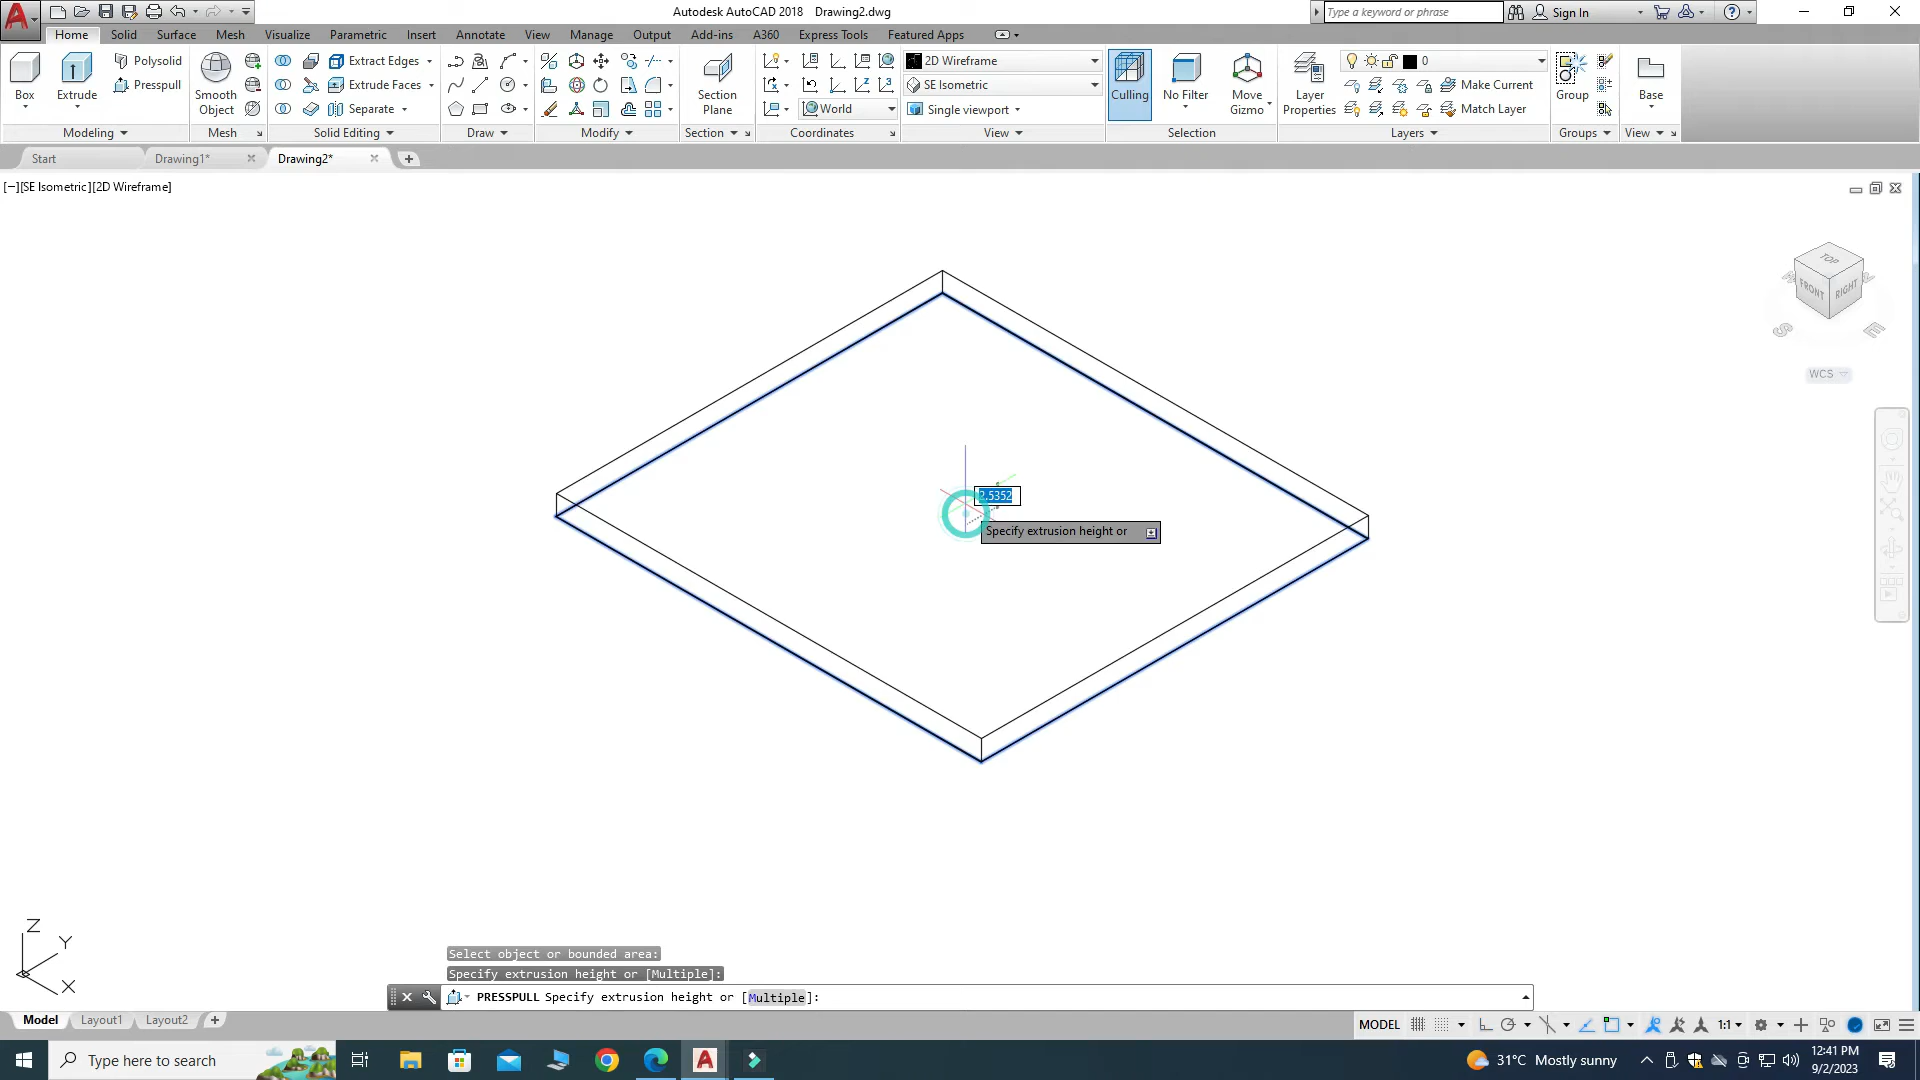 Autodesk AutoCAD 2018 Drawing2.dwg
Type a keyword or phrase
Sign In
Home Solid Surface Mesh Visualize Parametric Insert Annotate View Manage Output Add-ins A360 Express Tools Featured Apps
Box
Extrude
Polysolid
Presspull
Smooth
Object
Extract Edges
Extrude Faces
Separate
Section
Plane
World
2D Wireframe
SE Isometric
Single viewport
Culling
No Filter
Move
Gizmo
Layer
Properties
0
Make Current
Match Layer
Group
Base
Modeling Mesh Solid Editing Draw Modify Section Coordinates View Selection Layers Groups View
Start Drawing1* Drawing2*
[−][SE Isometric][2D Wireframe]
TOP
FRONT
RIGHT
S
E
WCS
2.5352
Specify extrusion height or
Z
Y
X
Select object or bounded area:
Specify extrusion height or [Multiple]:
PRESSPULL Specify extrusion height or [Multiple]:
Model Layout1 Layout2
MODEL
1:1
Type here to search
31°C Mostly sunny
12:41 PM
9/2/2023